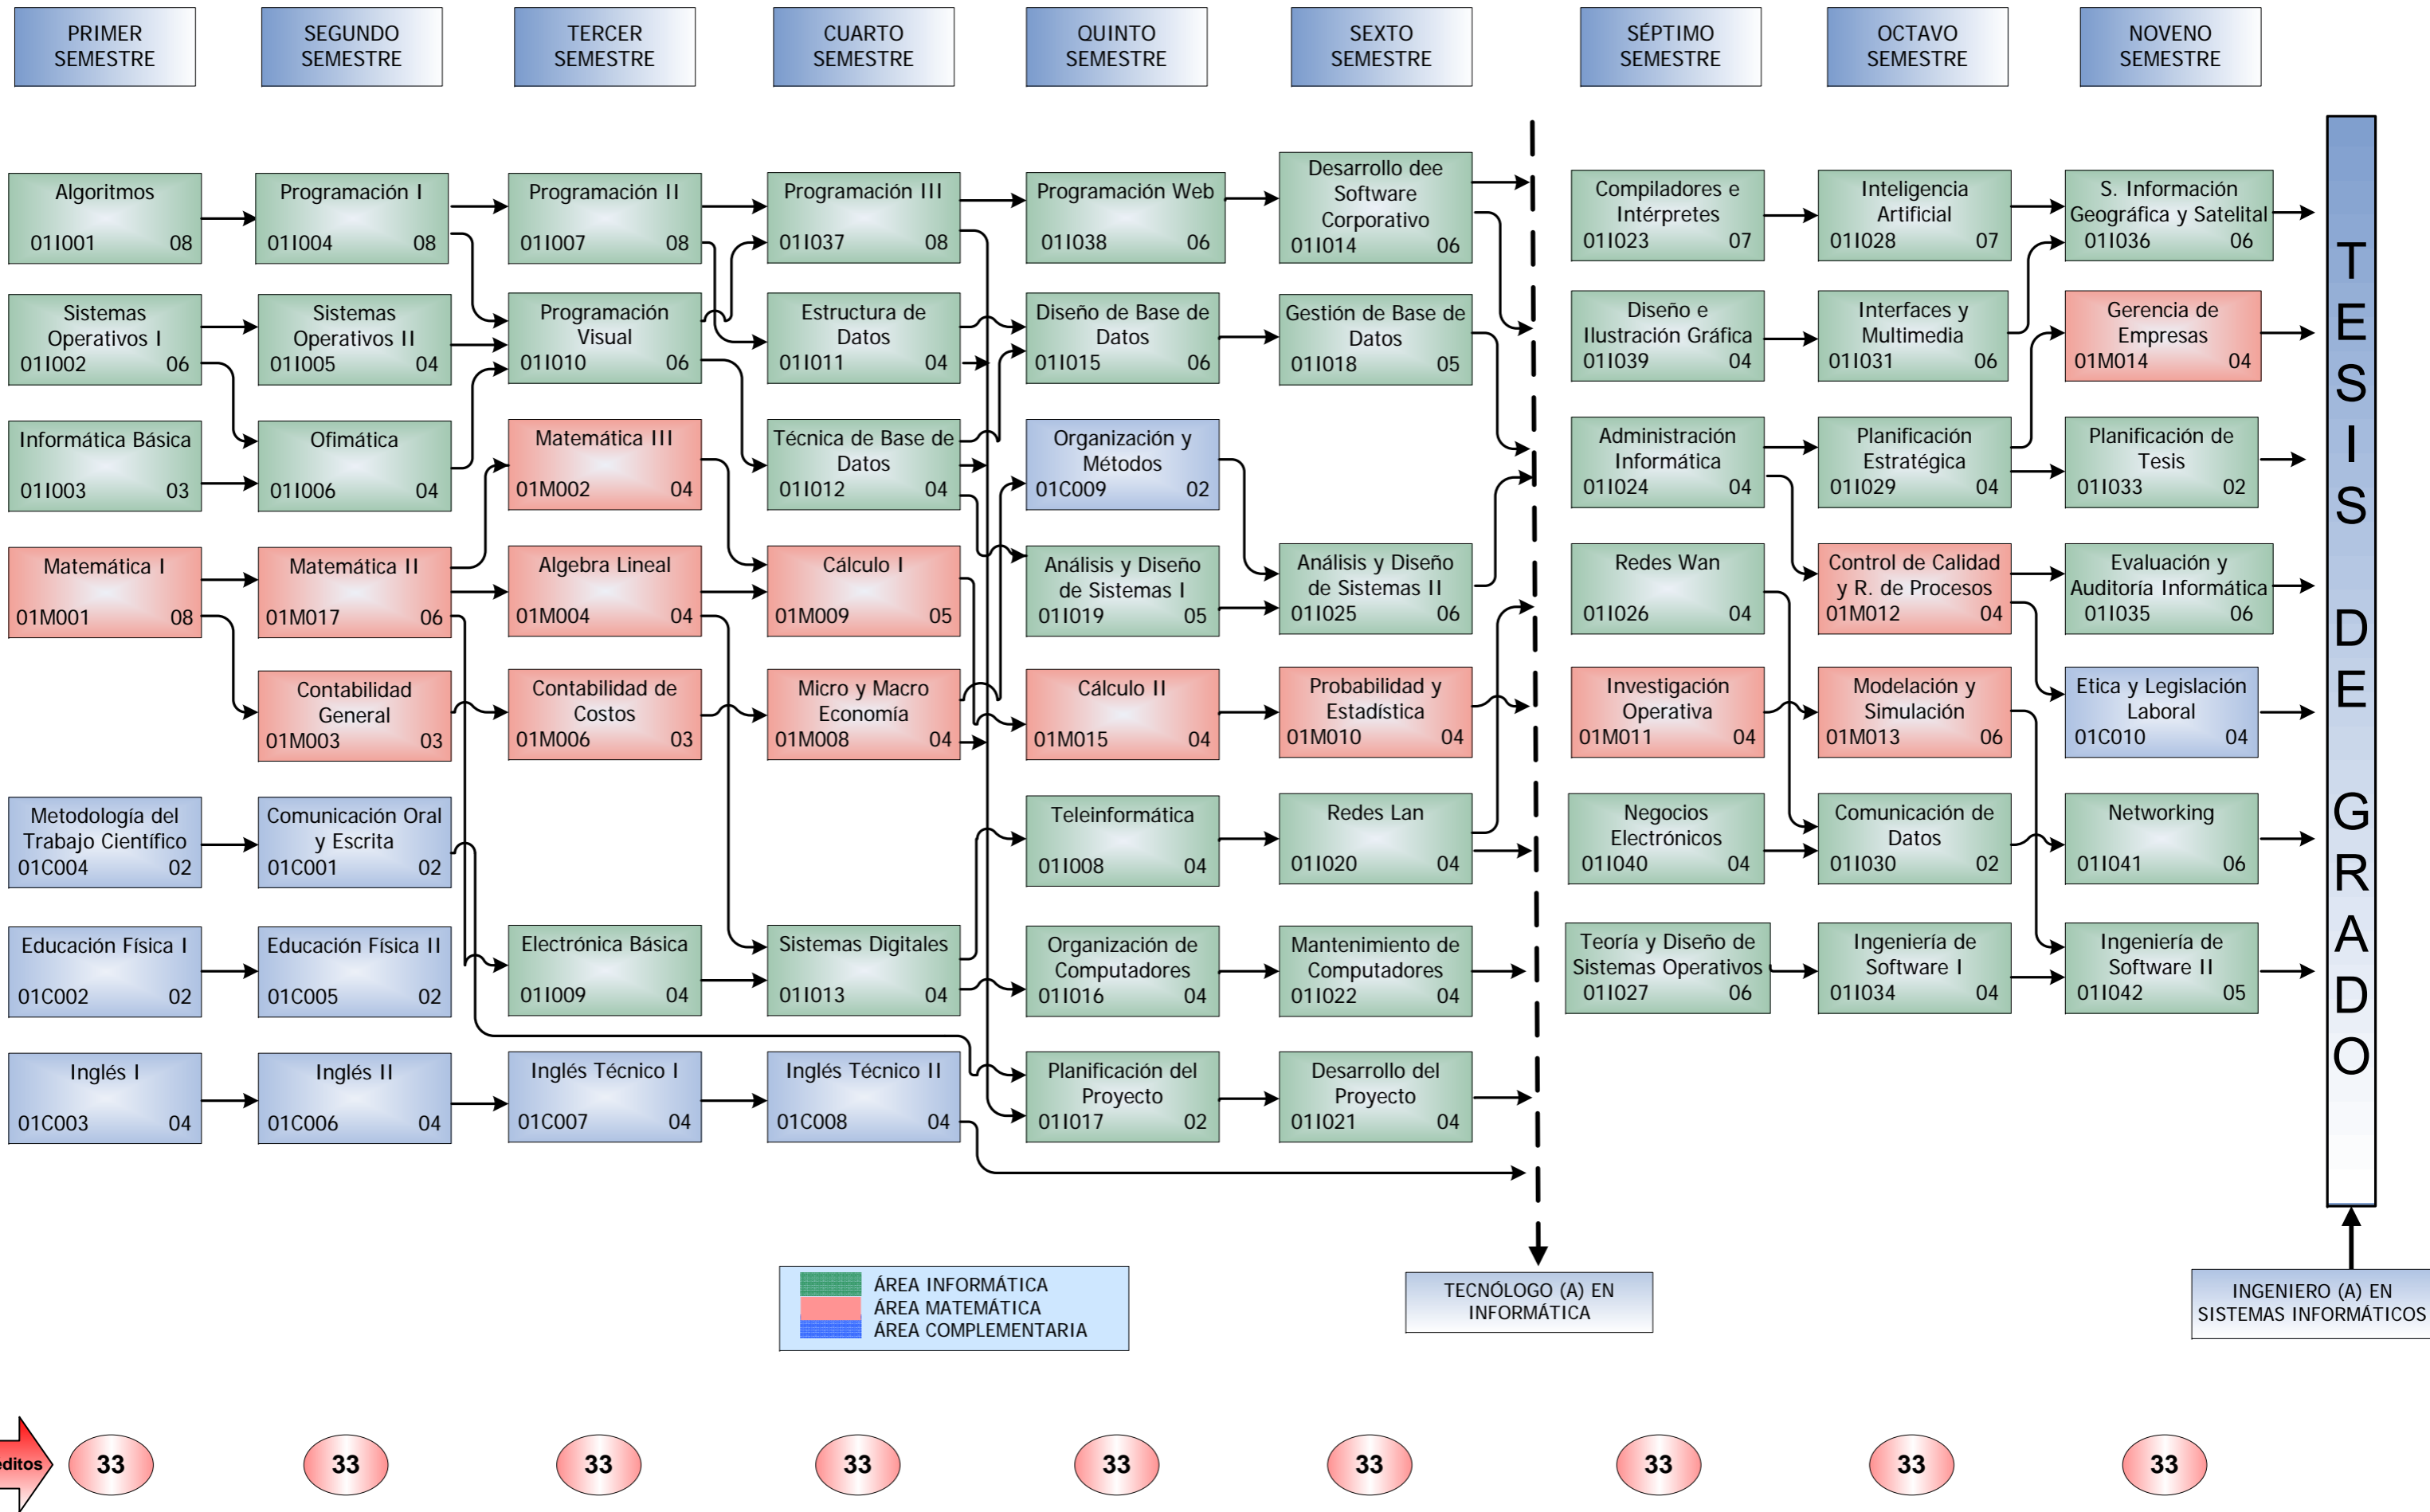 PRIMER
SEMESTRE
SEGUNDO
SEMESTRE
TERCER
SEMESTRE
CUARTO
SEMESTRE
QUINTO
SEMESTRE
SEXTO
SEMESTRE
SÉPTIMO
SEMESTRE
OCTAVO
SEMESTRE
NOVENO
SEMESTRE
Algoritmos
01I001 08
Programación I
01I004 08
Programación II
01I007 08
Programación III
01I037 08
Programación Web
01I038 06
Desarrollo dee
Software
Corporativo
01I014 06
Compiladores e
Intérpretes
01I023 07
Inteligencia
Artificial
01I028 07
S. Información
Geográfica y Satelital
01I036 06
Sistemas
Operativos I
01I002 06
Sistemas
Operativos II
01I005 04
Programación
Visual
01I010 06
Estructura de
Datos
01I011 04
Diseño de Base de
Datos
01I015 06
Gestión de Base de
Datos
01I018 05
Diseño e
Ilustración Gráfica
01I039 04
Interfaces y
Multimedia
01I031 06
Gerencia de
Empresas
01M014 04
Informática Básica
01I003 03
Ofimática
01I006 04
Matemática III
01M002 04
Técnica de Base de
Datos
01I012 04
Organización y
Métodos
01C009 02
Administración
Informática
01I024 04
Planificación
Estratégica
01I029 04
Planificación de
Tesis
01I033 02
Matemática I
01M001 08
Matemática II
01M017 06
Algebra Lineal
01M004 04
Cálculo I
01M009 05
Análisis y Diseño
de Sistemas I
01I019 05
Análisis y Diseño
de Sistemas II
01I025 06
Redes Wan
01I026 04
Control de Calidad
y R. de Procesos
01M012 04
Evaluación y
Auditoría Informática
01I035 06
Contabilidad
General
01M003 03
Contabilidad de
Costos
01M006 03
Micro y Macro
Economía
01M008 04
Cálculo II
01M015 04
Probabilidad y
Estadística
01M010 04
Investigación
Operativa
01M011 04
Modelación y
Simulación
01M013 06
Etica y Legislación
Laboral
01C010 04
Metodología del
Trabajo Científico
01C004 02
Comunicación Oral
y Escrita
01C001 02
Teleinformática
01I008 04
Redes Lan
01I020 04
Negocios
Electrónicos
01I040 04
Comunicación de
Datos
01I030 02
Networking
01I041 06
Educación Física I
01C002 02
Educación Física II
01C005 02
Electrónica Básica
01I009 04
Sistemas Digitales
01I013 04
Organización de
Computadores
01I016 04
Mantenimiento de
Computadores
01I022 04
Teoría y Diseño de
Sistemas Operativos
01I027 06
Ingeniería de
Software I
01I034 04
Ingeniería de
Software II
01I042 05
Inglés I
01C003 04
Inglés II
01C006 04
Inglés Técnico I
01C007 04
Inglés Técnico II
01C008 04
Planificación del
Proyecto
01I017 02
Desarrollo del
Proyecto
01I021 04
TESIS DE GRADO
ÁREA INFORMÁTICA
ÁREA MATEMÁTICA
ÁREA COMPLEMENTARIA
TECNÓLOGO (A) EN
INFORMÁTICA
INGENIERO (A) EN
SISTEMAS INFORMÁTICOS
33 33 33 33 33 33 33 33 33